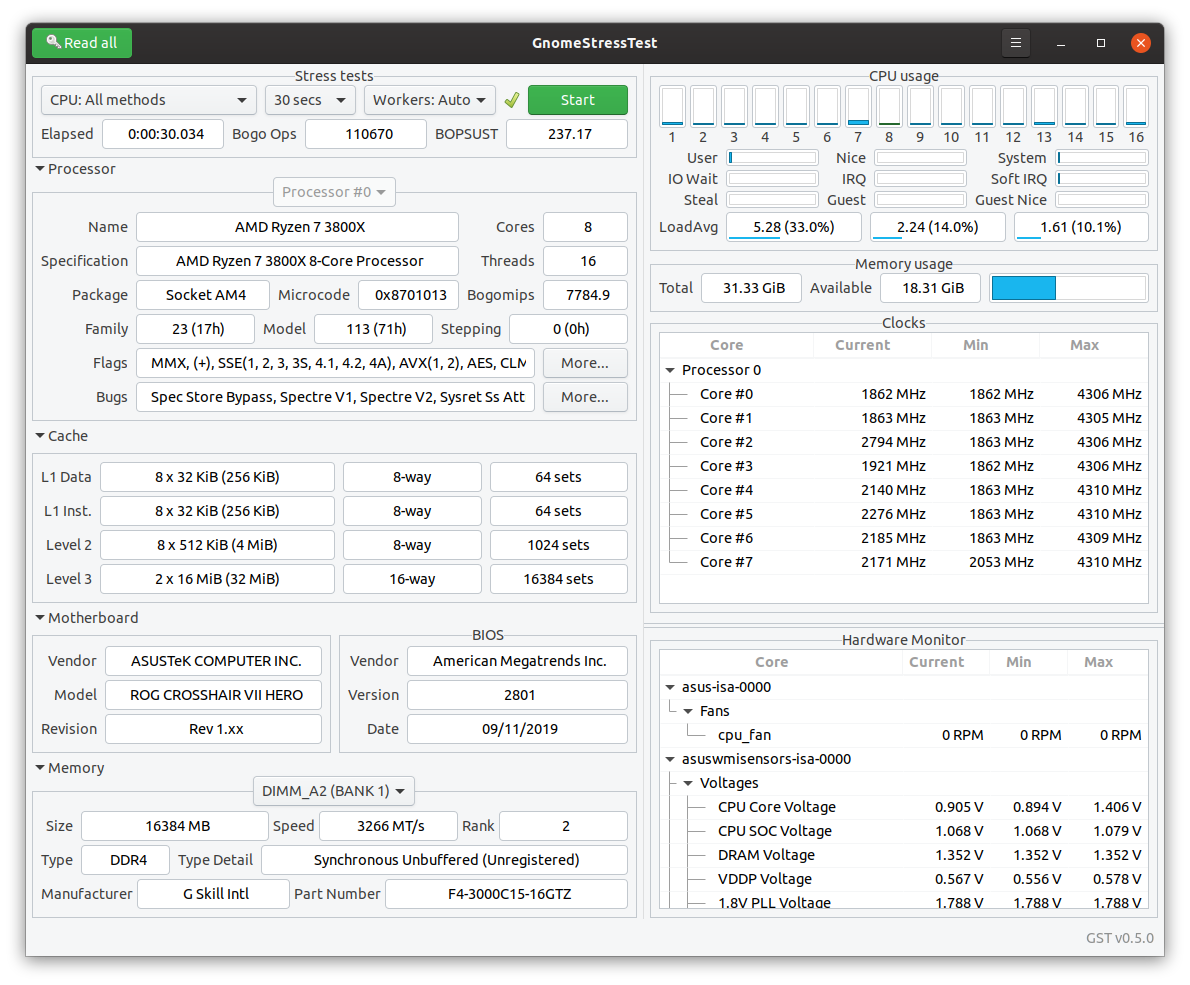 Read all
GnomeStressTest
Stress tests
CPU: All methods 30 secs Workers: Auto Start
Elapsed 0:00:30.034 Bogo Ops 110670 BOPSUST 237.17
Processor
Processor #0
Name AMD Ryzen 7 3800X Cores 8
Specification AMD Ryzen 7 3800X 8-Core Processor Threads 16
Package Socket AM4 Microcode 0x8701013 Bogomips 7784.9
Family 23 (17h) Model 113 (71h) Stepping 0 (0h)
Flags MMX, (+), SSE(1, 2, 3, 3S, 4.1, 4.2, 4A), AVX(1, 2), AES, CLM More...
Bugs Spec Store Bypass, Spectre V1, Spectre V2, Sysret Ss Att More...
Cache
L1 Data 8 x 32 KiB (256 KiB) 8-way 64 sets
L1 Inst. 8 x 32 KiB (256 KiB) 8-way 64 sets
Level 2 8 x 512 KiB (4 MiB) 8-way 1024 sets
Level 3 2 x 16 MiB (32 MiB) 16-way 16384 sets
Motherboard
Vendor ASUSTeK COMPUTER INC.
Model ROG CROSSHAIR VII HERO
Revision Rev 1.xx
BIOS
Vendor American Megatrends Inc.
Version 2801
Date 09/11/2019
Memory
DIMM_A2 (BANK 1)
Size 16384 MB Speed 3266 MT/s Rank 2
Type DDR4 Type Detail Synchronous Unbuffered (Unregistered)
Manufacturer G Skill Intl Part Number F4-3000C15-16GTZ
CPU usage
1 2 3 4 5 6 7 8 9 10 11 12 13 14 15 16
User Nice System
IO Wait IRQ Soft IRQ
Steal Guest Guest Nice
LoadAvg 5.28 (33.0%) 2.24 (14.0%) 1.61 (10.1%)
Memory usage
Total 31.33 GiB Available 18.31 GiB
Clocks
Core Current Min Max
Processor 0
Core #0 1862 MHz 1862 MHz 4306 MHz
Core #1 1863 MHz 1863 MHz 4305 MHz
Core #2 2794 MHz 1863 MHz 4306 MHz
Core #3 1921 MHz 1862 MHz 4306 MHz
Core #4 2140 MHz 1863 MHz 4310 MHz
Core #5 2276 MHz 1863 MHz 4310 MHz
Core #6 2185 MHz 1863 MHz 4309 MHz
Core #7 2171 MHz 2053 MHz 4310 MHz
Hardware Monitor
Core Current Min Max
asus-isa-0000
Fans
cpu_fan 0 RPM 0 RPM 0 RPM
asuswmisensors-isa-0000
Voltages
CPU Core Voltage 0.905 V 0.894 V 1.406 V
CPU SOC Voltage 1.068 V 1.068 V 1.079 V
DRAM Voltage 1.352 V 1.352 V 1.352 V
VDDP Voltage 0.567 V 0.556 V 0.578 V
1.8V PLL Voltage 1.788 V 1.788 V 1.788 V
GST v0.5.0